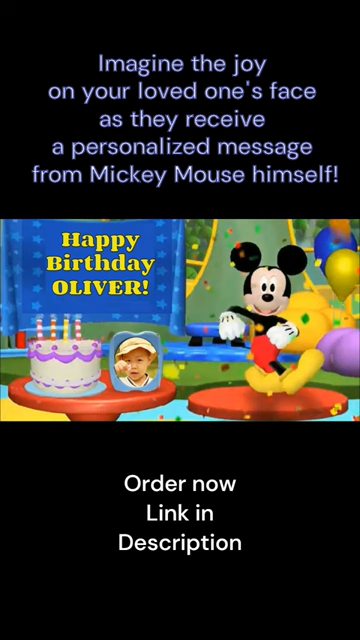 Imagine the joy
on your loved one's face
as they receive
a personalized message
from Mickey Mouse himself!
Happy
Birthday
OLIVER!
Order now
Link in
Description